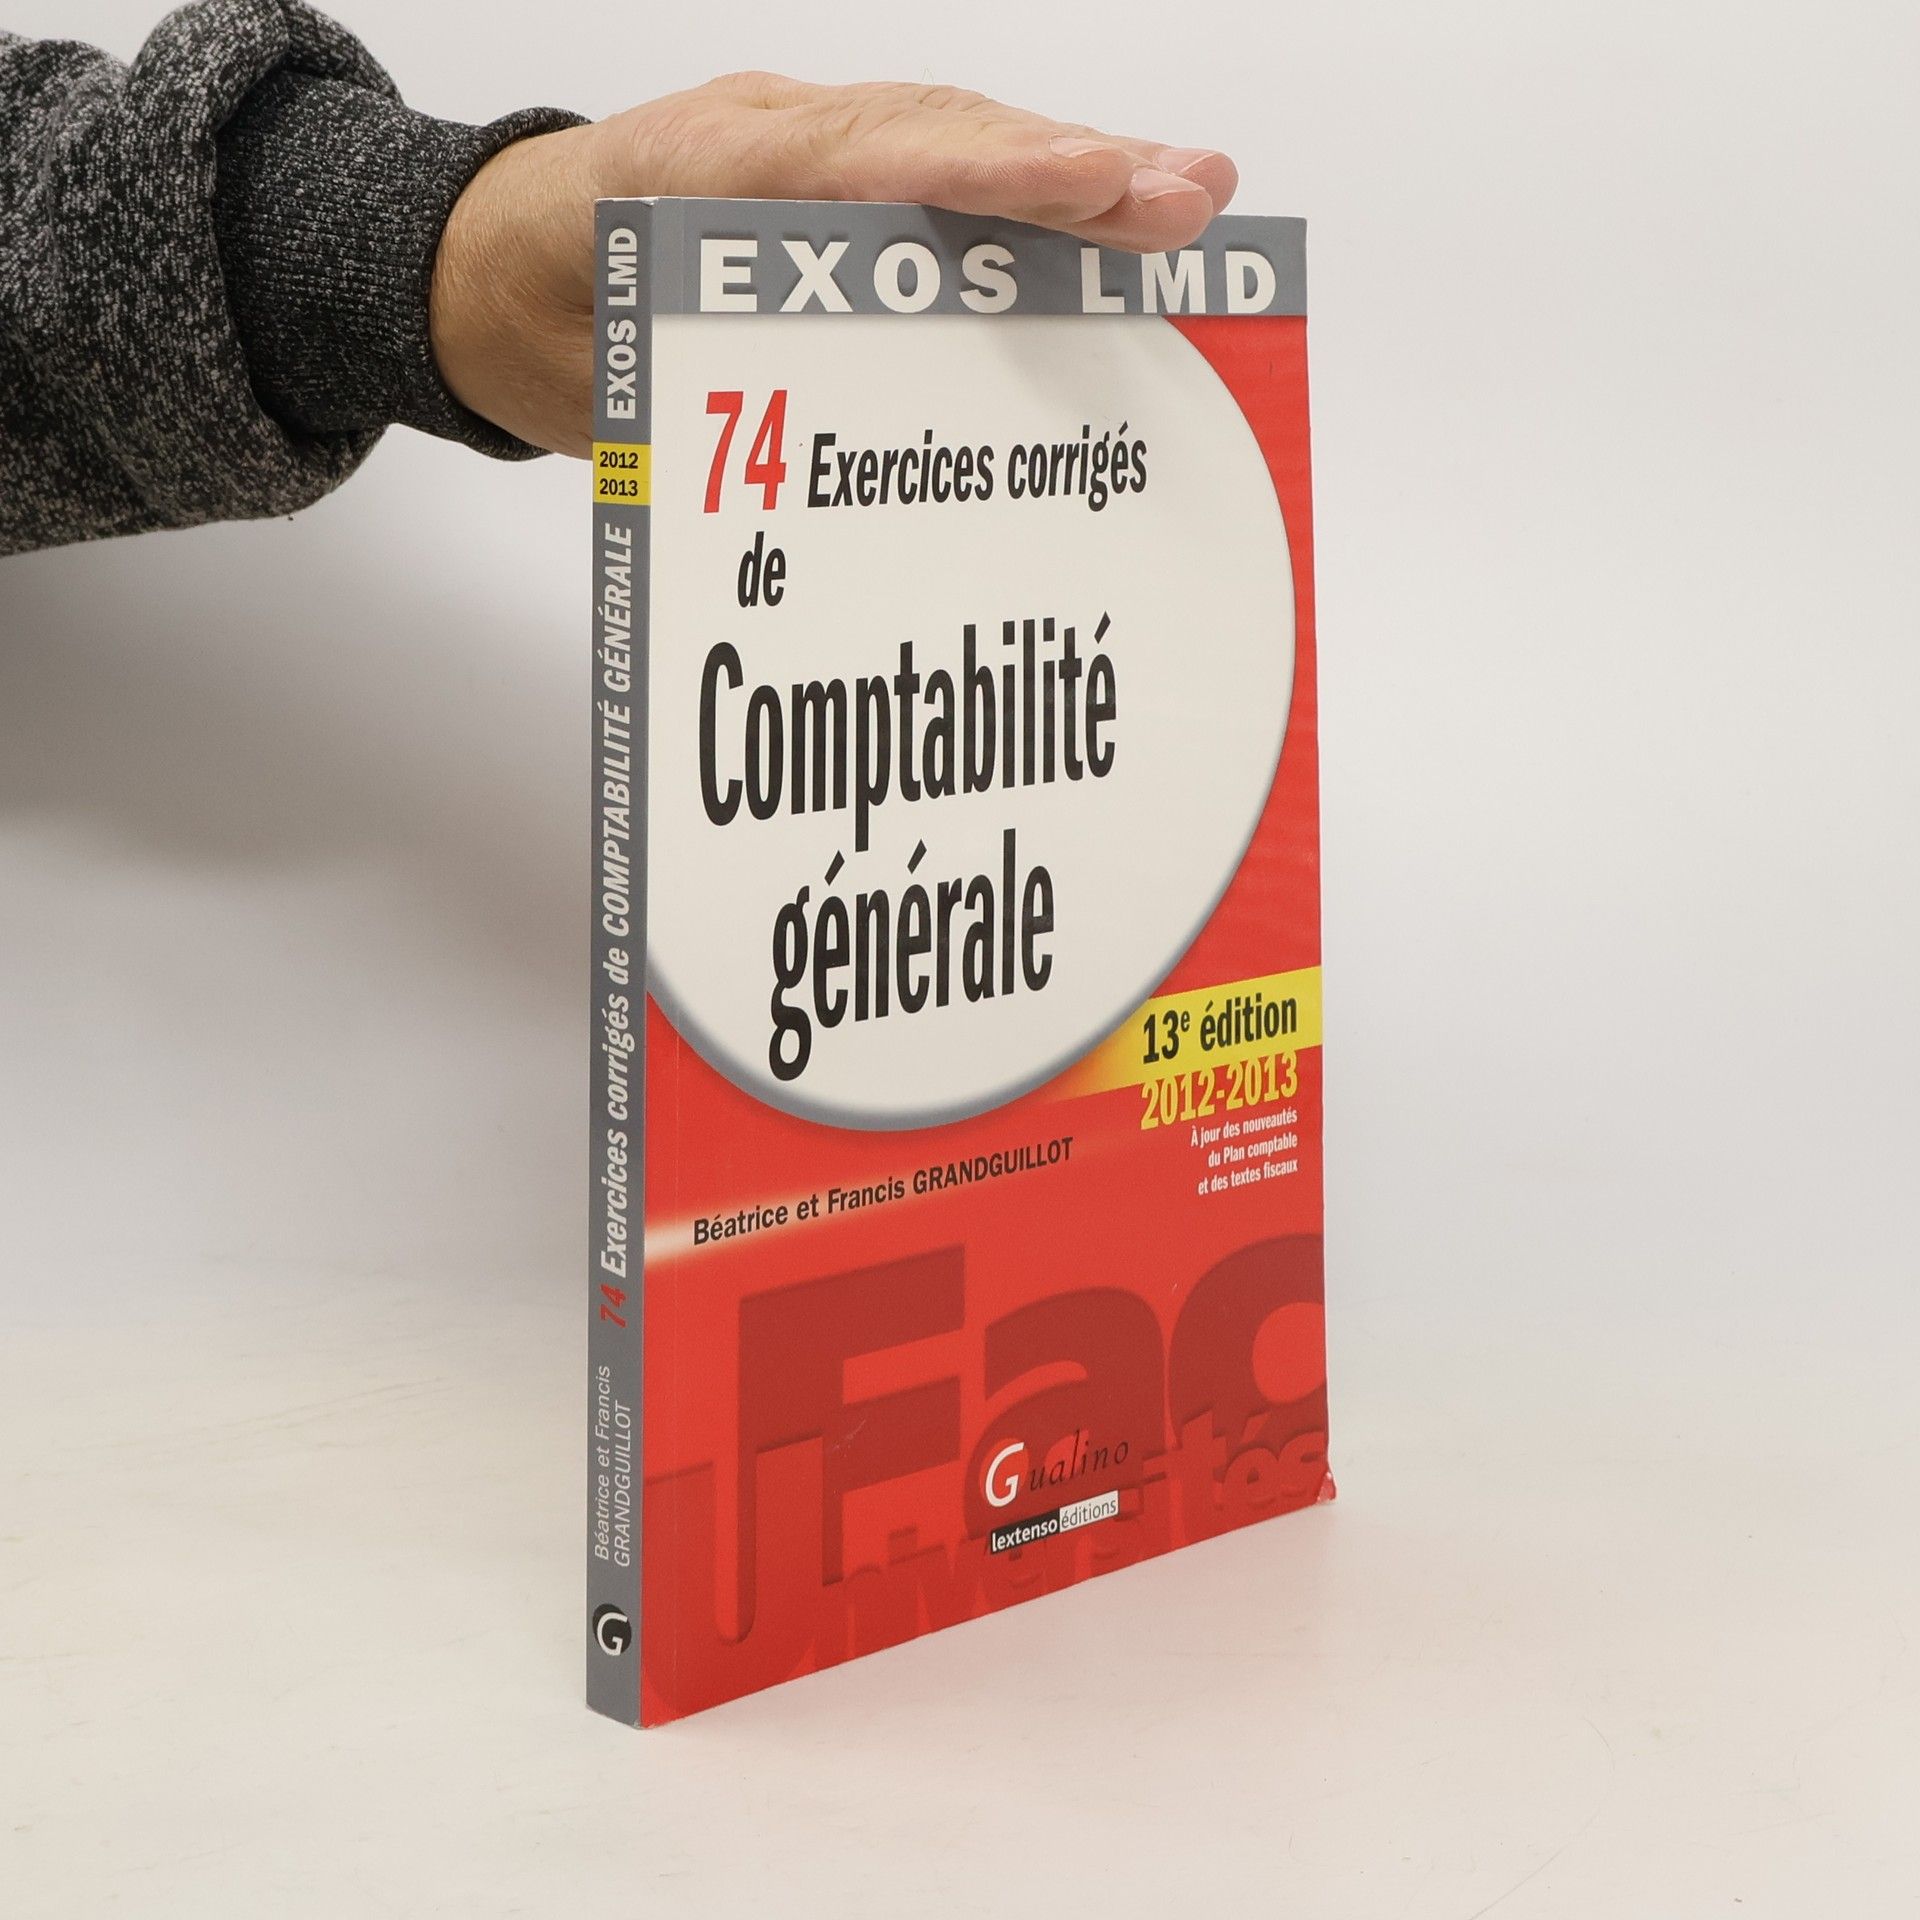 EXOS LMD
74 Exercices corrigés
de
Comptabilité
générale
13e édition
2012-2013
À jour des nouveautés
du Plan comptable
et des textes fiscaux
Béatrice et Francis GRANDGUILLOT
Fac
Universités
Gualino
lextenso éditions
EXOS LMD
2012
2013
74 Exercices corrigés de COMPTABILITÉ GÉNÉRALE
Béatrice et Francis
GRANDGUILLOT
G